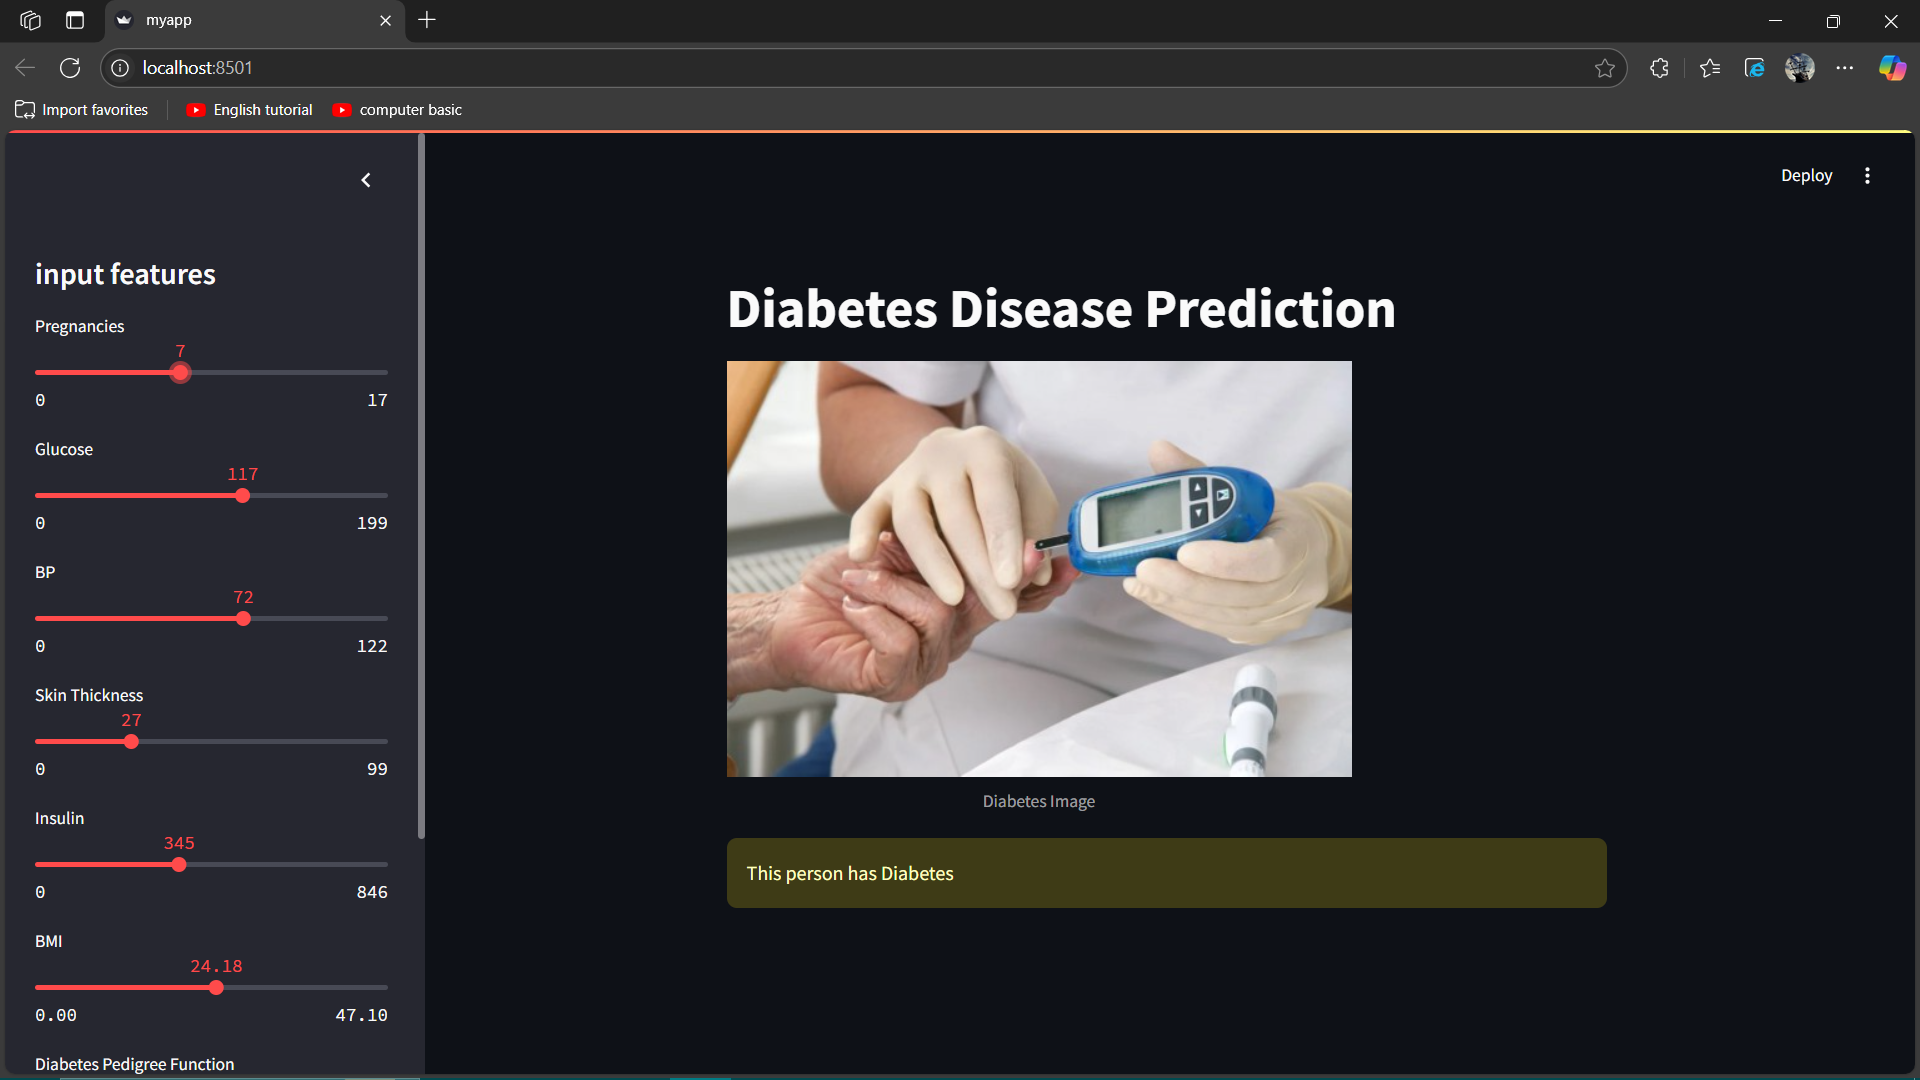 myapp
localhost:8501
Import favorites
English tutorial
computer basic
Deploy
input features
Pregnancies
7
0 17
Glucose
117
0 199
BP
72
0 122
Skin Thickness
27
0 99
Insulin
345
0 846
BMI
24.18
0.00 47.10
Diabetes Pedigree Function
Diabetes Disease Prediction
Diabetes Image
This person has Diabetes